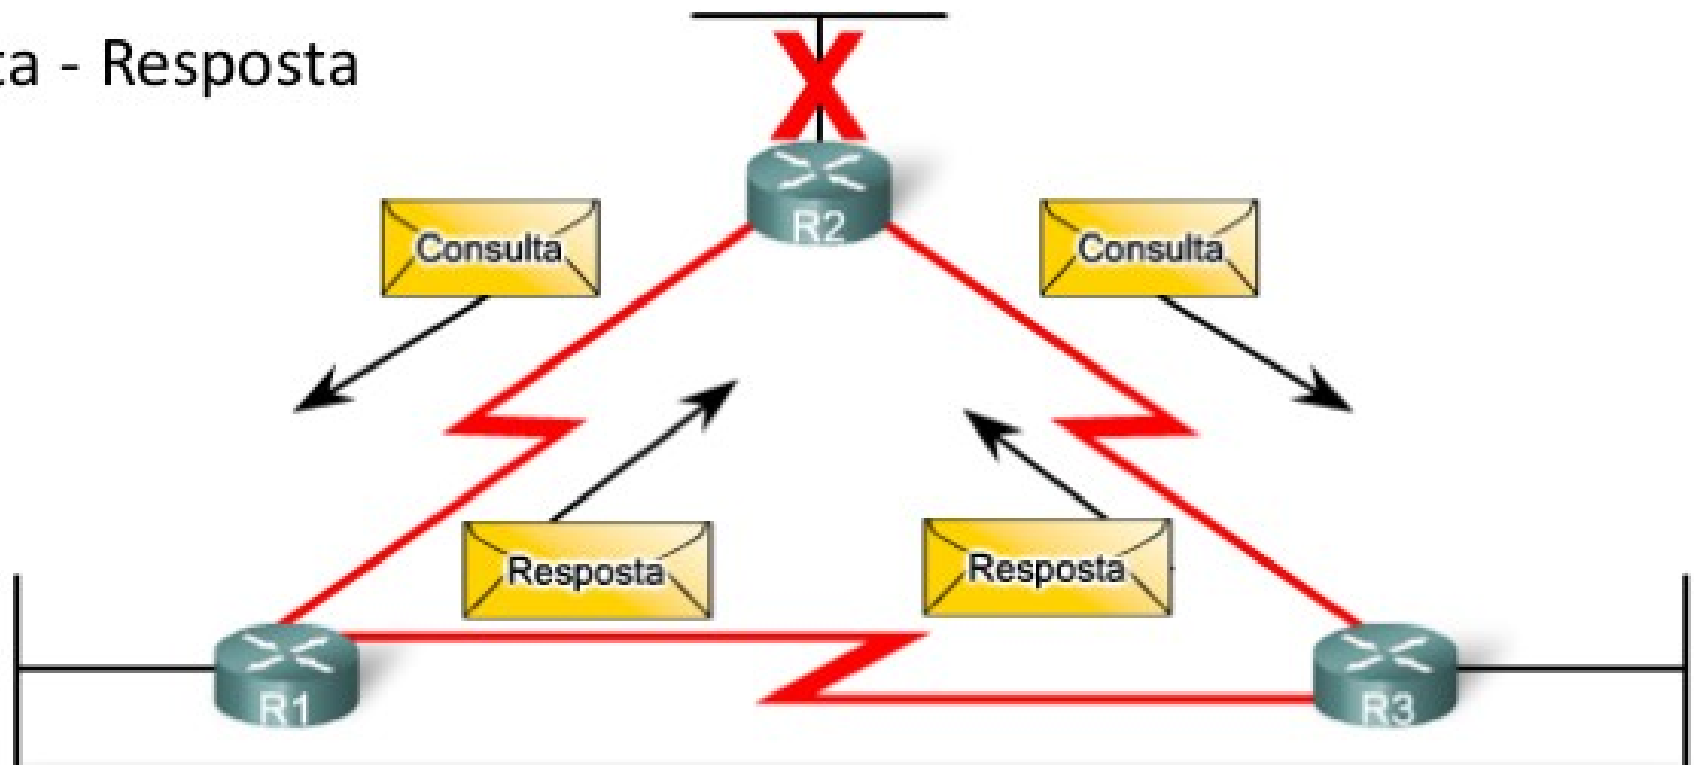 ta - Resposta
X
R2
Consulta
Consulta
Resposta
Resposta
R1
R3